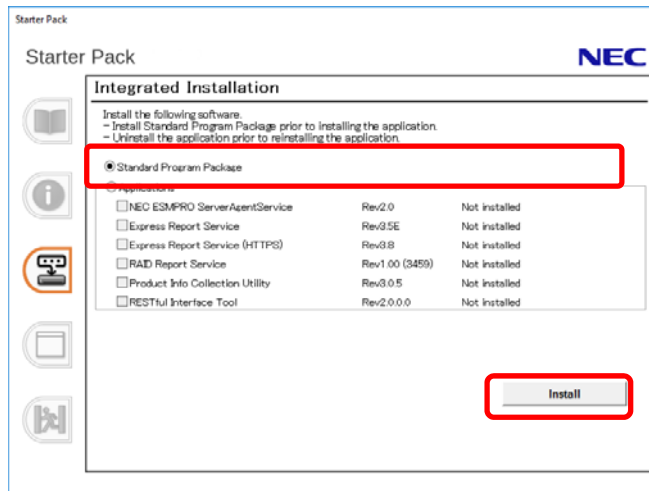 Starter Pack
Starter Pack
NEC
Integrated Installation
Install the following software.
- Install Standard Program Package prior to installing the application.
- Uninstall the application prior to reinstalling the application.
Standard Program Package
Applications
NEC ESMPRO ServerAgentService Rev2.0 Not installed
Express Report Service Rev3.5E Not installed
Express Report Service (HTTPS) Rev3.8 Not installed
RAID Report Service Rev1.00 (3459) Not installed
Product Info Collection Utility Rev3.0.5 Not installed
RESTful Interface Tool Rev2.0.0.0 Not installed
Install